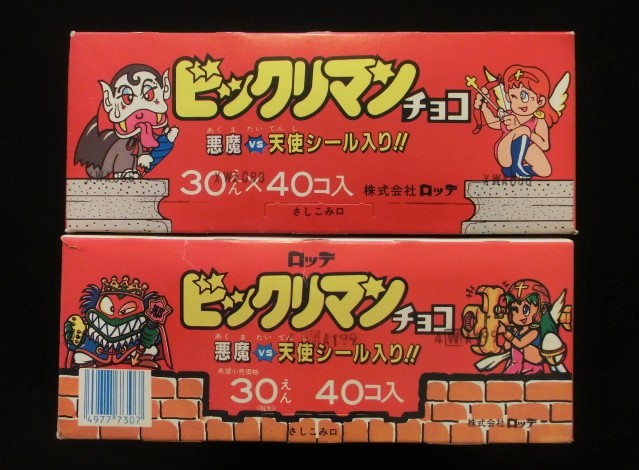 ビックリマン
チョコ
あくま たい てんし
悪魔VS天使シール入り!!
30えん×40コ入 株式会社ロッテ
さしこみ口
ロッテ
ビックリマン
チョコ
あくま たい てんし
悪魔VS天使シール入り!!
希望小売価格
30えん 40コ入
4977 7307
さしこみ口
株式会社ロッテ